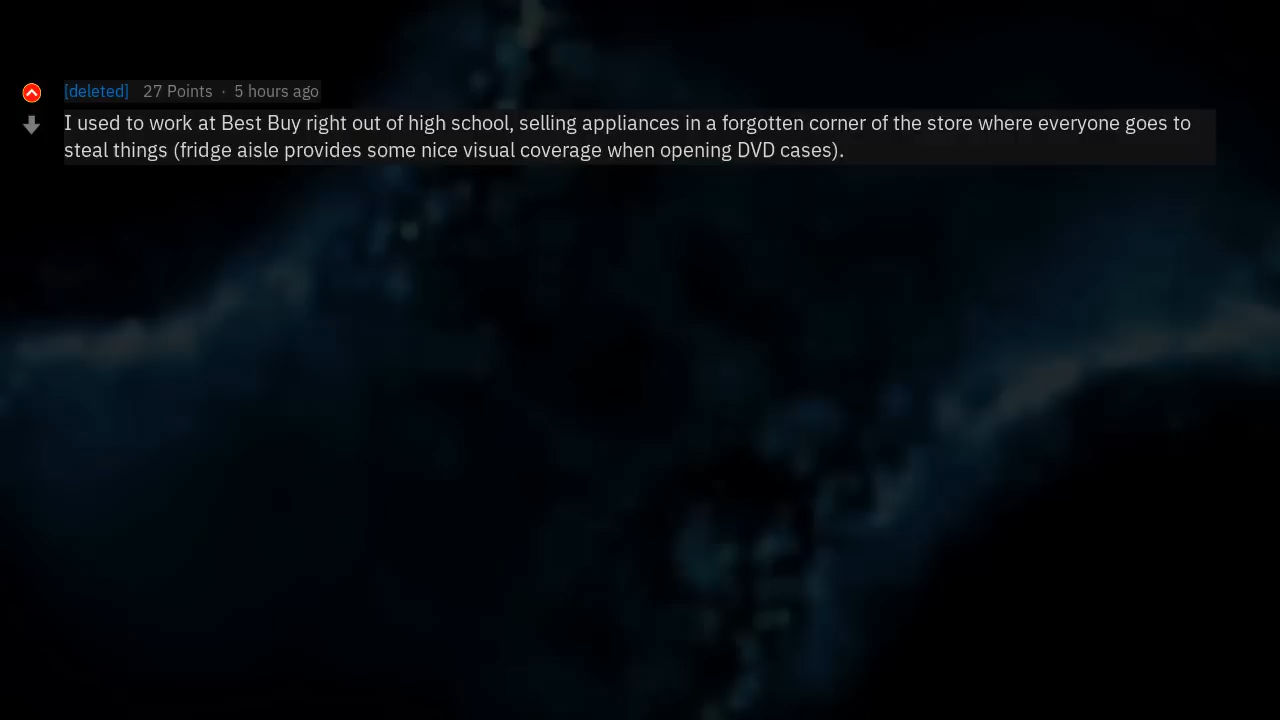 [deleted] 27 Points · 5 hours ago
I used to work at Best Buy right out of high school, selling appliances in a forgotten corner of the store where everyone goes to
steal things (fridge aisle provides some nice visual coverage when opening DVD cases).